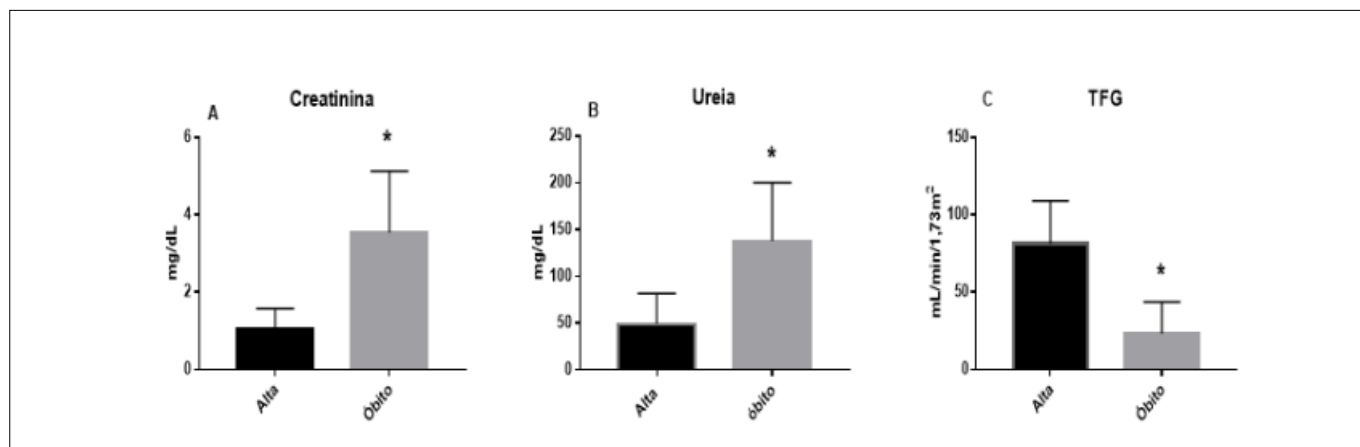 A
Creatinina
mg/dL
6
4
2
0
*
Alta
Óbito
B
Ureia
mg/dL
250
200
150
100
50
0
*
Alta
óbito
C
TFG
mL/min/1,73m²
150
100
50
0
*
Alta
Óbito